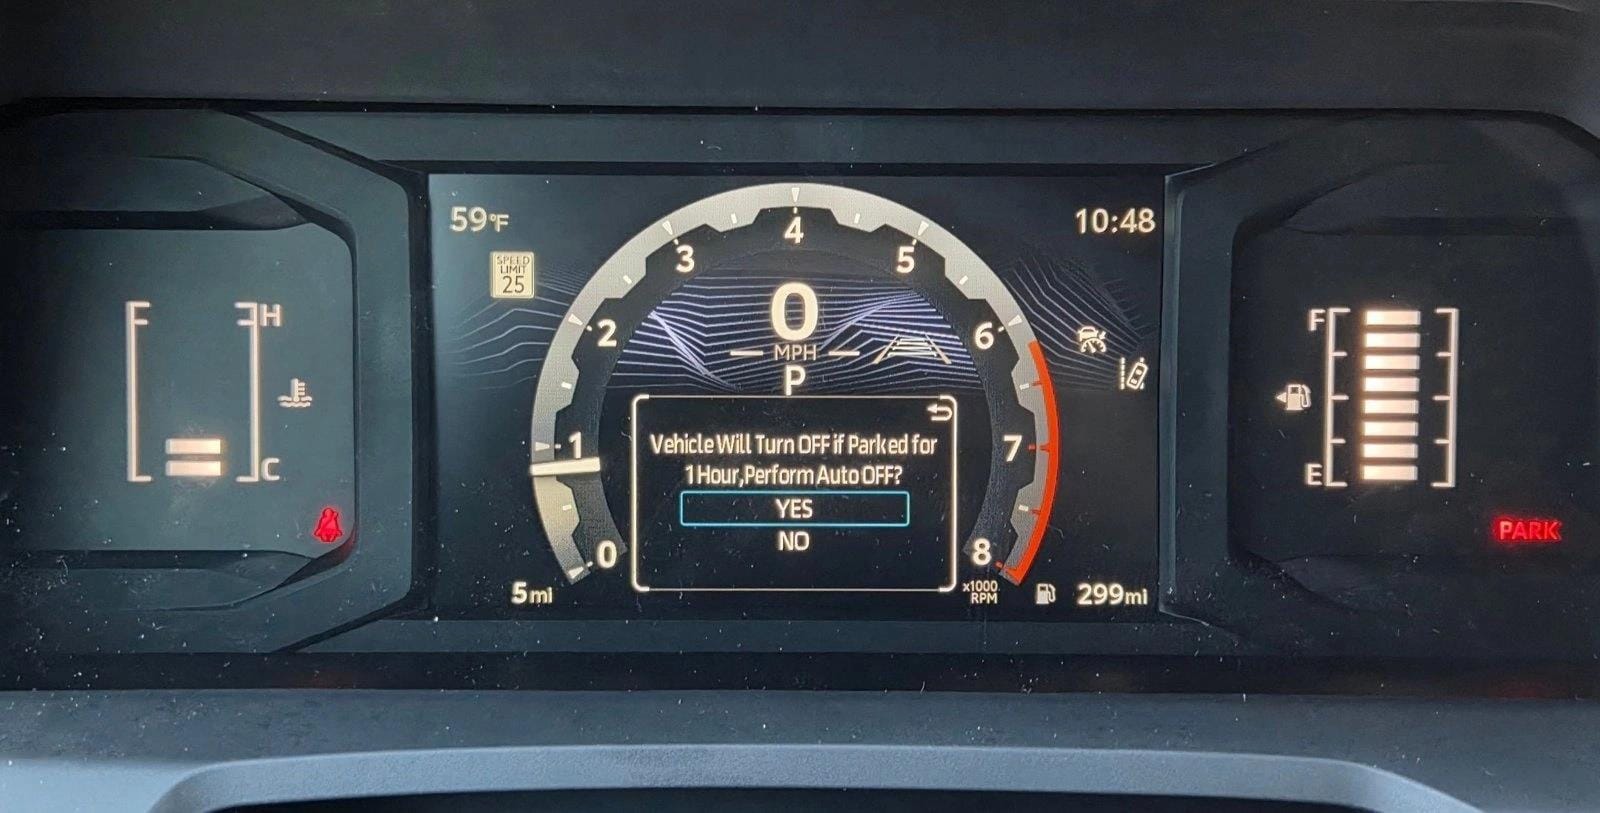 59°F
10:48
SPEED
LIMIT
25
0
1
2
3
4
5
6
7
8
x1000
RPM
0
MPH
P
Vehicle Will Turn OFF if Parked for
1 Hour,Perform Auto OFF?
YES
NO
5mi
299mi
H
C
F
E
PARK